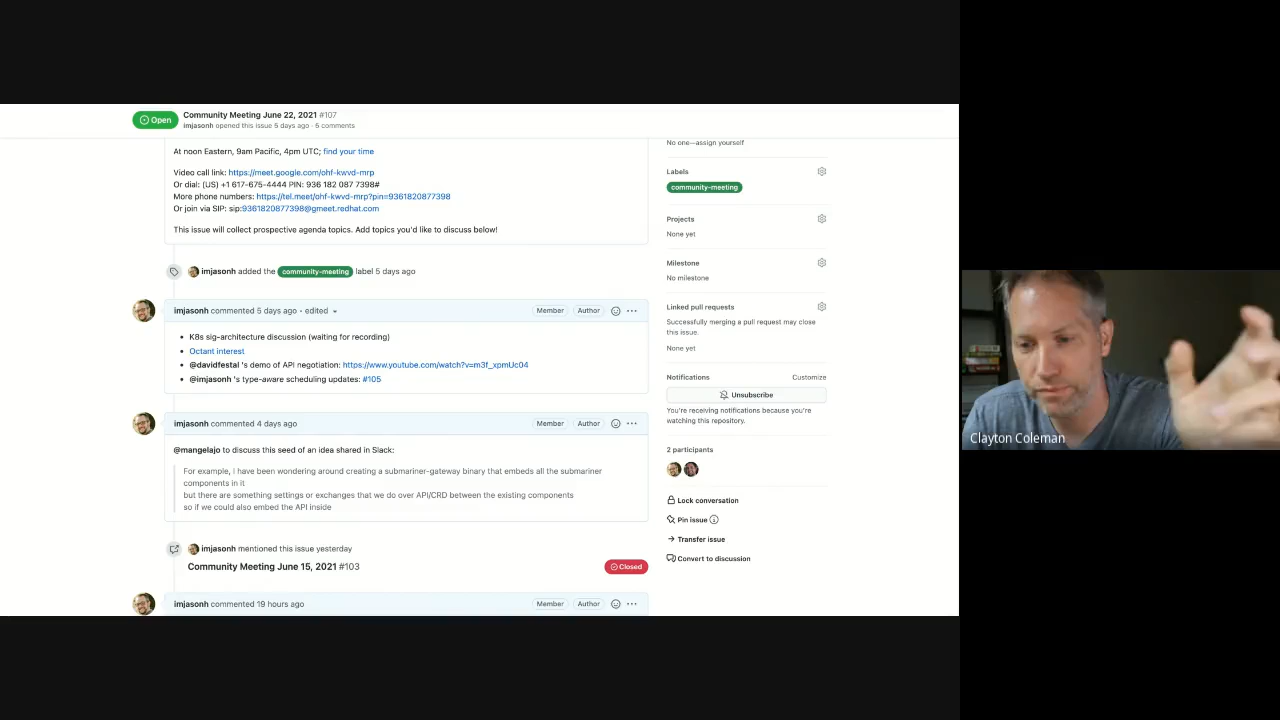 Open
Community Meeting June 22, 2021 #107
imjasonh opened this issue 5 days ago · 5 comments
At noon Eastern, 9am Pacific, 4pm UTC; find your time
Video call link: https://meet.google.com/ohf-kwvd-mrp
Or dial: (US) +1 617-675-4444 PIN: 936 182 087 7398#
More phone numbers: https://tel.meet/ohf-kwvd-mrp?pin=9361820877398
Or join via SIP: sip:9361820877398@gmeet.redhat.com
This issue will collect prospective agenda topics. Add topics you'd like to discuss below!
imjasonh added the community-meeting label 5 days ago
imjasonh commented 5 days ago · edited
Member Author
• K8s sig-architecture discussion (waiting for recording)
• Octant interest
• @davidfestal 's demo of API negotiation: https://www.youtube.com/watch?v=m3f_xpmUc04
• @imjasonh 's type-aware scheduling updates: #105
imjasonh commented 4 days ago
Member Author
@mangelajo to discuss this seed of an idea shared in Slack:
For example, I have been wondering around creating a submariner-gateway binary that embeds all the submariner
components in it
but there are something settings or exchanges that we do over API/CRD between the existing components
so if we could also embed the API inside
imjasonh mentioned this issue yesterday
Community Meeting June 15, 2021 #103
Closed
imjasonh commented 19 hours ago
Member Author
No one—assign yourself
Labels
community-meeting
Projects
None yet
Milestone
No milestone
Linked pull requests
Successfully merging a pull request may close
this issue.
None yet
Notifications
Customize
Unsubscribe
You're receiving notifications because you're
watching this repository.
2 participants
Lock conversation
Pin issue
Transfer issue
Convert to discussion
Clayton Coleman